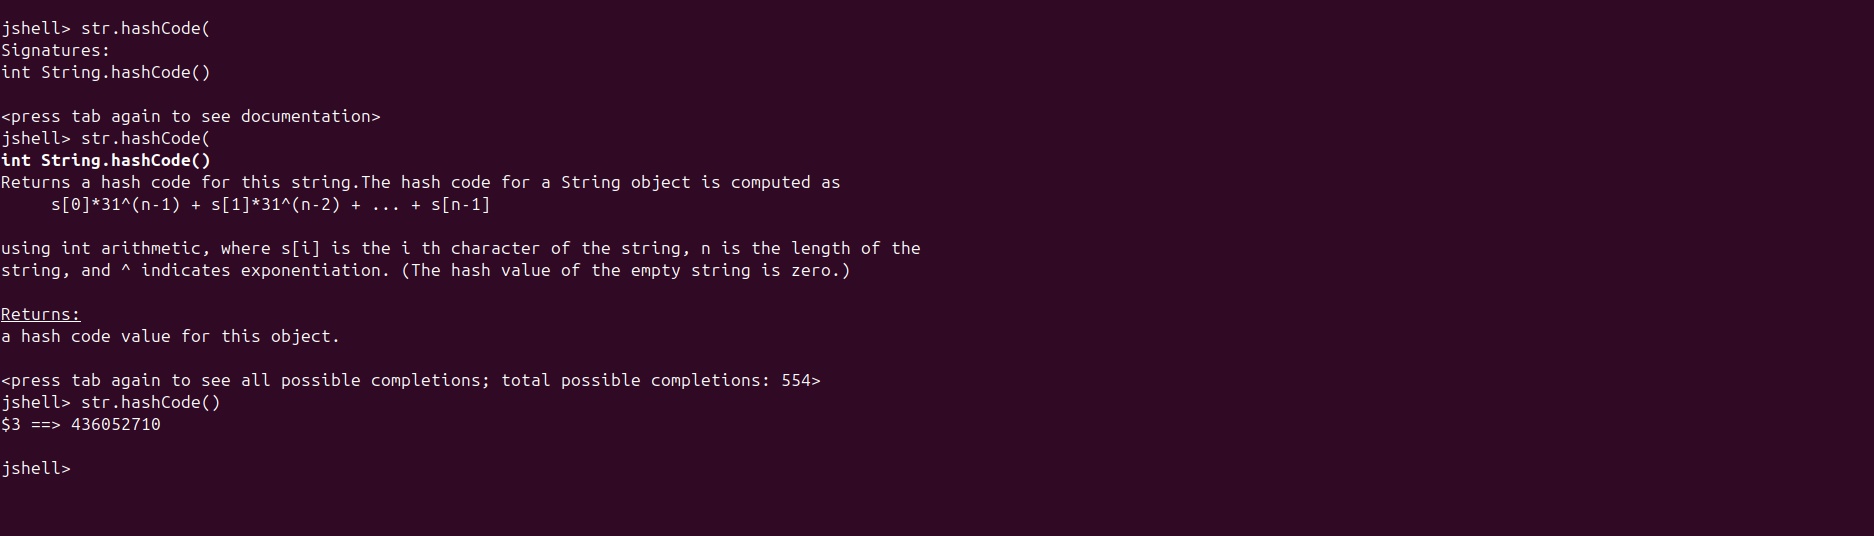 jshell> str.hashCode(
Signatures:
int String.hashCode()
<press tab again to see documentation>
jshell> str.hashCode(
int String.hashCode()
Returns a hash code for this string.The hash code for a String object is computed as
s[0]*31^(n-1) + s[1]*31^(n-2) + ... + s[n-1]
using int arithmetic, where s[i] is the i th character of the string, n is the length of the
string, and ^ indicates exponentiation. (The hash value of the empty string is zero.)
Returns:
a hash code value for this object.
<press tab again to see all possible completions; total possible completions: 554>
jshell> str.hashCode()
$3 ==> 436052710
jshell>